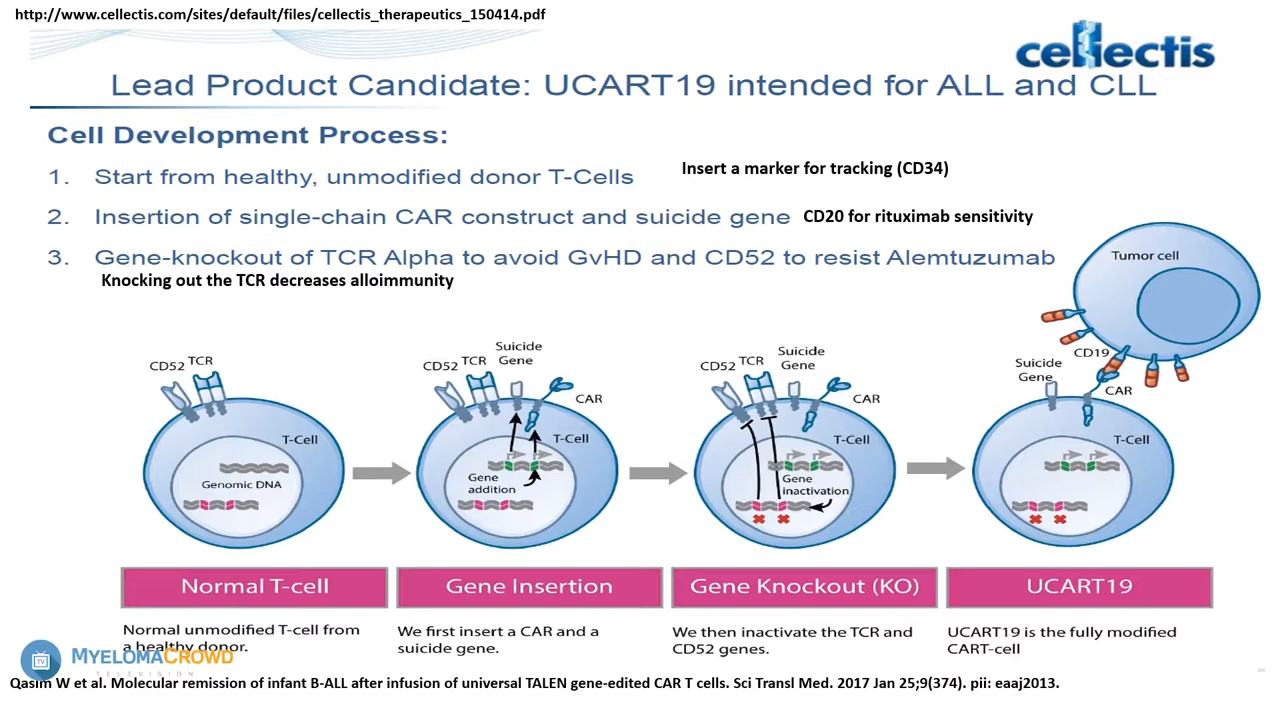 http://www.cellectis.com/sites/default/files/cellectis_therapeutics_150414.pdf
cellectis
Lead Product Candidate: UCART19 intended for ALL and CLL
Cell Development Process:
1. Start from healthy, unmodified donor T-Cells
Insert a marker for tracking (CD34)
2. Insertion of single-chain CAR construct and suicide gene
CD20 for rituximab sensitivity
3. Gene-knockout of TCR Alpha to avoid GvHD and CD52 to resist Alemtuzumab
Knocking out the TCR decreases alloimmunity
CD52
TCR
T-Cell
Genomic DNA
CD52
TCR
Suicide
Gene
CAR
T-Cell
Gene
addition
CD52
TCR
Suicide
Gene
CAR
T-Cell
Gene
inactivation
Tumor cell
CD19
Suicide
Gene
CAR
T-Cell
Normal T-cell
Gene Insertion
Gene Knockout (KO)
UCART19
Normal unmodified T-cell from
a healthy donor.
We first insert a CAR and a
suicide gene.
We then inactivate the TCR and
CD52 genes.
UCART19 is the fully modified
CART-cell
TV
MYELOMACROWD
TELEVISION
Qasim W et al. Molecular remission of infant B-ALL after infusion of universal TALEN gene-edited CAR T cells. Sci Transl Med. 2017 Jan 25;9(374). pii: eaaj2013.